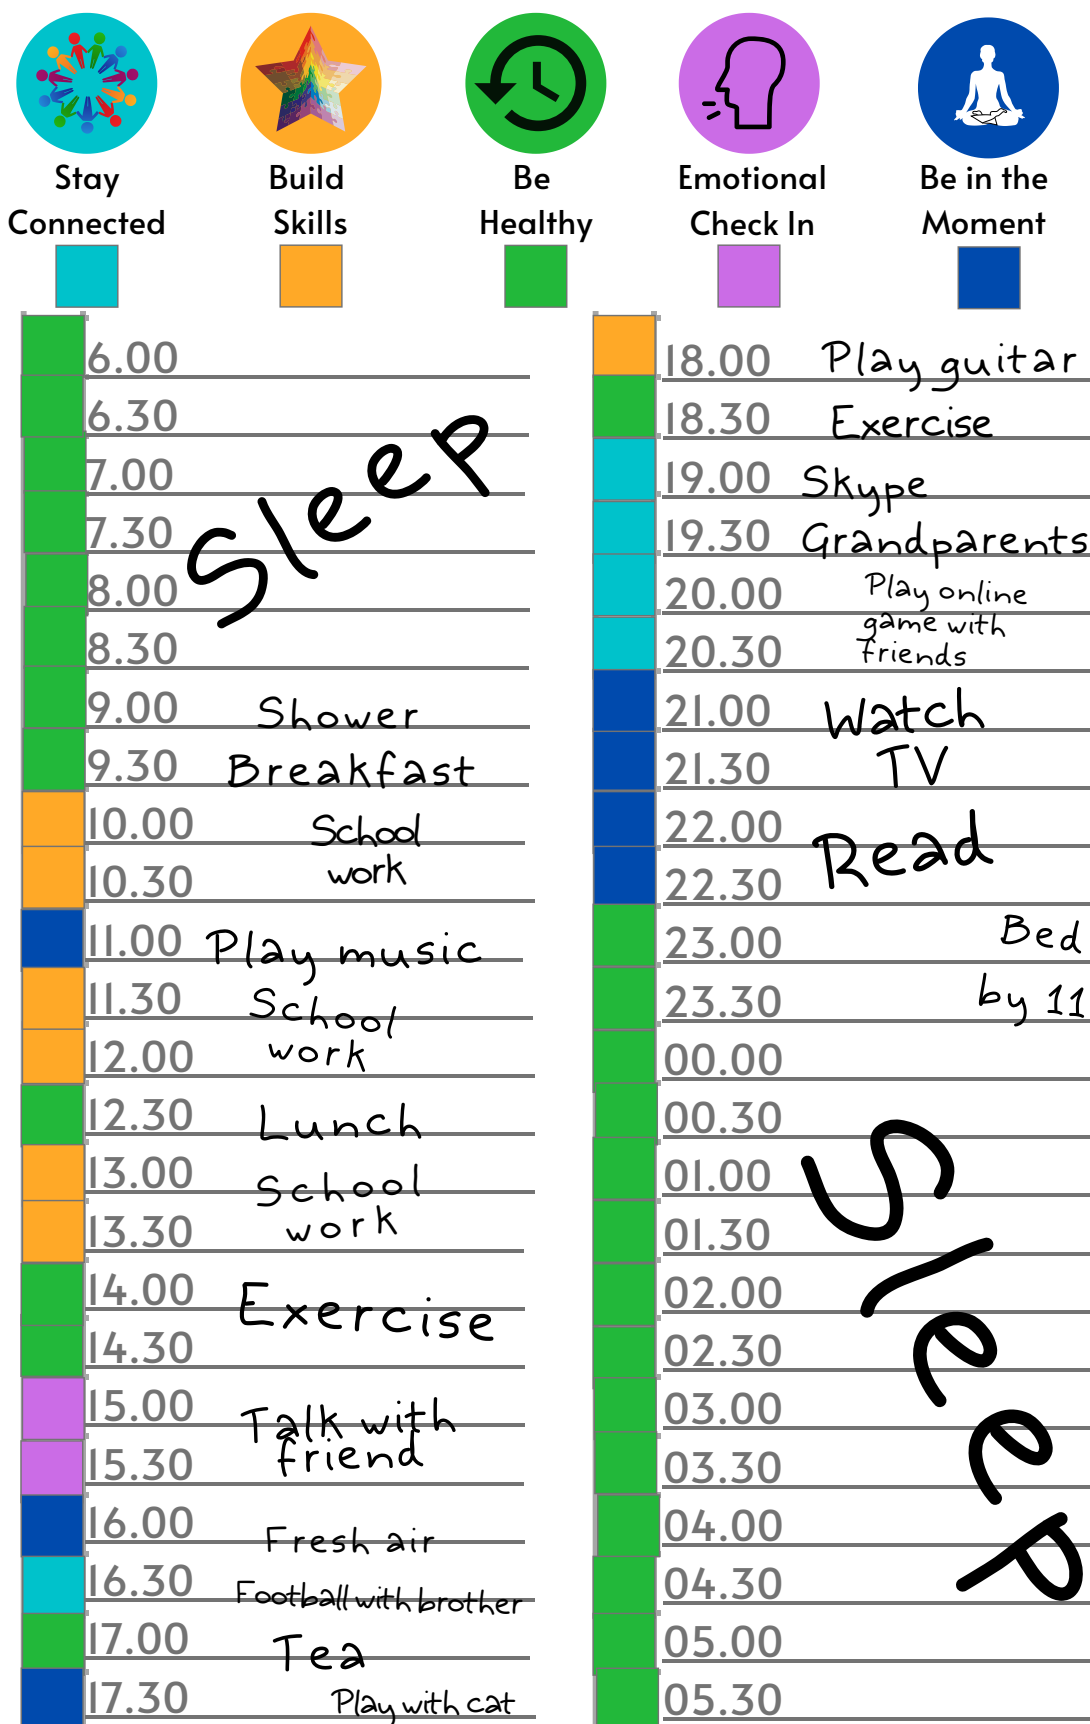 Stay Connected
Build Skills
Be Healthy
Emotional Check In
Be in the Moment
6.00
6.30
7.00
7.30
8.00
8.30
Sleep
9.00 Shower
9.30 Breakfast
10.00 School
10.30 work
11.00 Play music
11.30 School
12.00 work
12.30 Lunch
13.00 School
13.30 work
14.00 Exercise
14.30
15.00 Talk with
15.30 friend
16.00 Fresh air
16.30 Football with brother
17.00 Tea
17.30 Play with cat
18.00 Play guitar
18.30 Exercise
19.00 Skype
19.30 Grandparents
20.00 Play online
game with
20.30 friends
21.00 Watch
21.30 TV
22.00 Read
22.30
23.00 Bed
23.30 by 11
00.00
00.30
01.00
01.30
02.00
02.30
03.00
03.30
04.00
04.30
05.00
05.30
Sleep